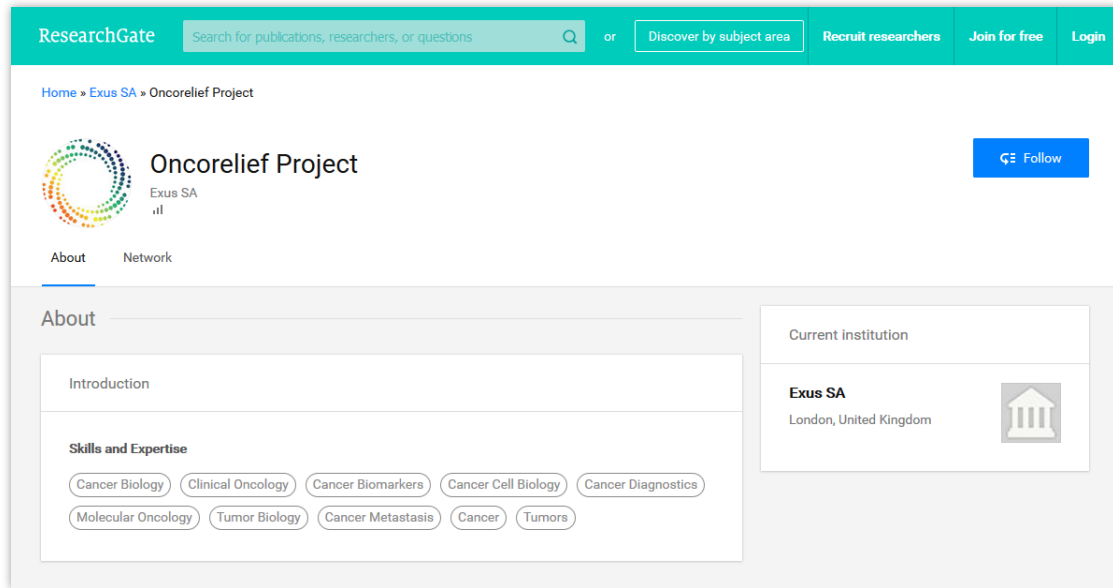 ResearchGate Search for publications, researchers, or questions or Discover by subject area Recruit researchers Join for free Login
Home » Exus SA » Oncorelief Project
Oncorelief Project
Exus SA
Follow
About Network
About
Introduction
Skills and Expertise
Cancer Biology Clinical Oncology Cancer Biomarkers Cancer Cell Biology Cancer Diagnostics
Molecular Oncology Tumor Biology Cancer Metastasis Cancer Tumors
Current institution
Exus SA
London, United Kingdom